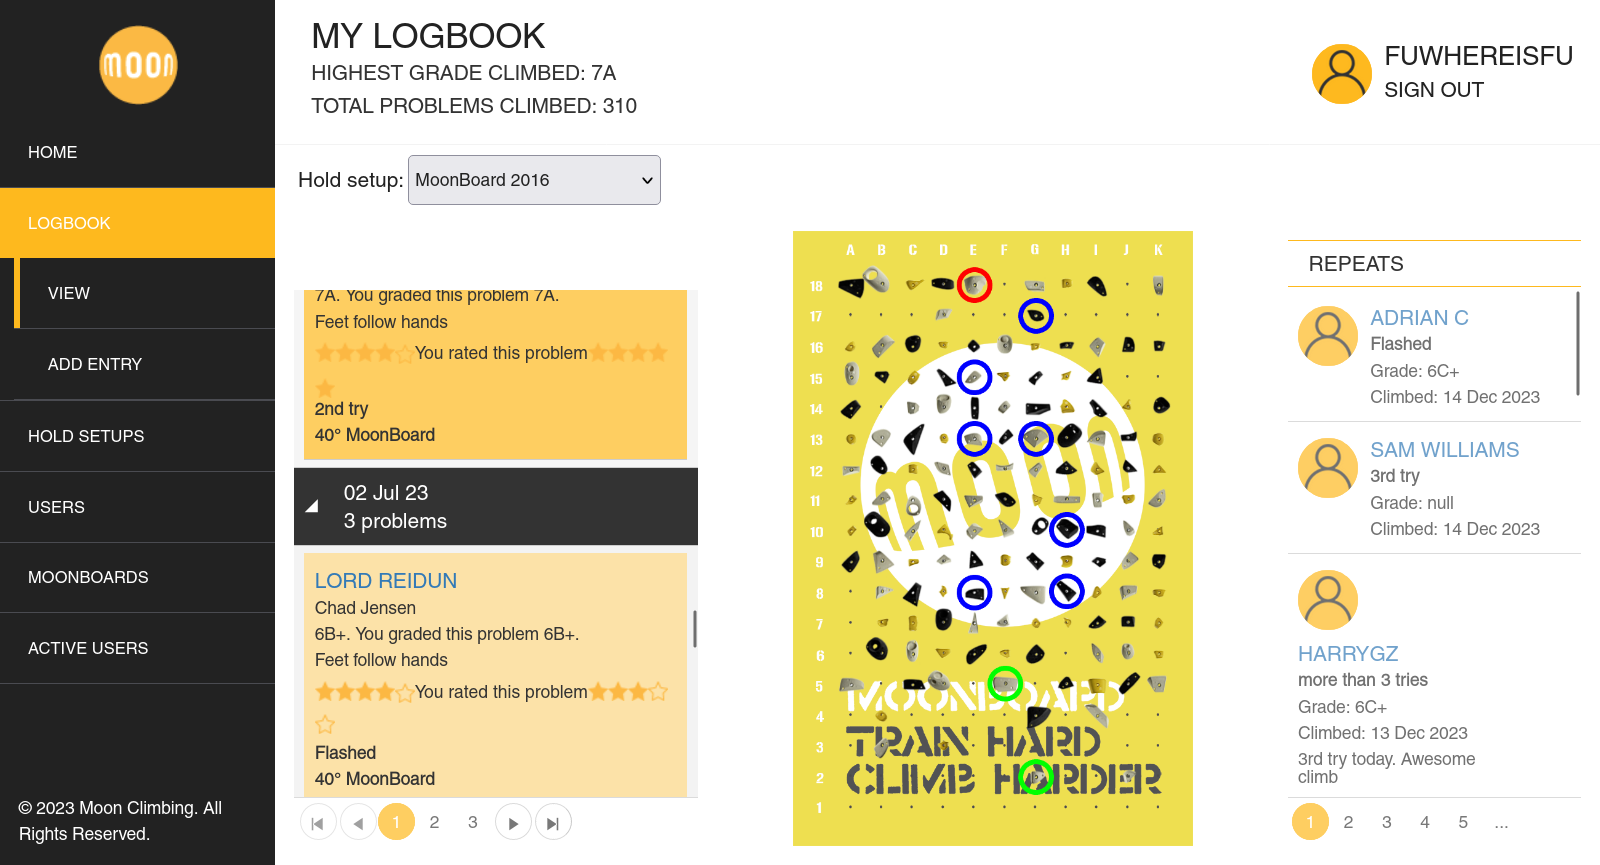 moon
HOME
LOGBOOK
VIEW
ADD ENTRY
HOLD SETUPS
USERS
MOONBOARDS
ACTIVE USERS
© 2023 Moon Climbing. All
Rights Reserved.
MY LOGBOOK
HIGHEST GRADE CLIMBED: 7A
TOTAL PROBLEMS CLIMBED: 310
FUWHEREISFU
SIGN OUT
Hold setup: MoonBoard 2016
7A. You graded this problem 7A.
Feet follow hands
You rated this problem
2nd try
40° MoonBoard
02 Jul 23
3 problems
LORD REIDUN
Chad Jensen
6B+. You graded this problem 6B+.
Feet follow hands
You rated this problem
Flashed
40° MoonBoard
1 2 3
A B C D E F G H I J K
18
17
16
15
14
13
12
11
10
9
8
7
6
5
4
3
2
1
moon
MOONBOARD
TRAIN HARD
CLIMB HARDER
REPEATS
ADRIAN C
Flashed
Grade: 6C+
Climbed: 14 Dec 2023
SAM WILLIAMS
3rd try
Grade: null
Climbed: 14 Dec 2023
HARRYGZ
more than 3 tries
Grade: 6C+
Climbed: 13 Dec 2023
3rd try today. Awesome
climb
1 2 3 4 5 ...